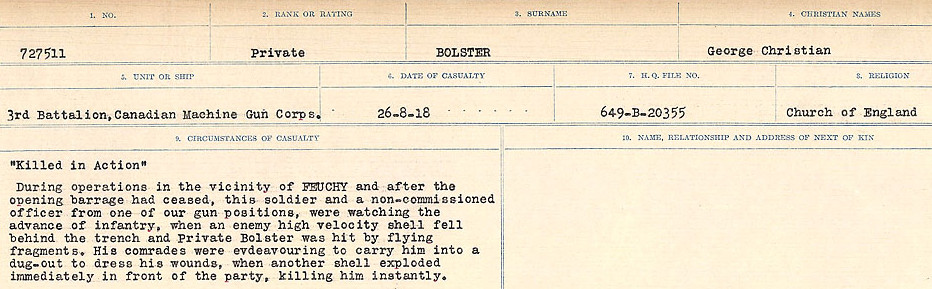 1. NO. 2. RANK OR RATING 3. SURNAME 4. CHRISTIAN NAMES
727511 Private BOLSTER George Christian
5. UNIT OR SHIP 6. DATE OF CASUALTY 7. H. Q. FILE NO. 8. RELIGION
3rd Battalion,Canadian Machine Gun Corps. 26-8-18 . . . . . . 649-B-20355 Church of England
9. CIRCUMSTANCES OF CASUALTY 10. NAME, RELATIONSHIP AND ADDRESS OF NEXT OF KIN
"Killed in Action"
During operations in the vicinity of FEUCHY and after the
opening barrage had ceased, this soldier and a non-commissioned
officer from one of our gun positions, were watching the
advance of infantry, when an enemy high velocity shell fell
behind the trench and Private Bolster was hit by flying
fragments. His comrades were evdeavouring to carry him into a
dug-out to dress his wounds, when another shell exploded
immediately in front of the party, killing him instantly.